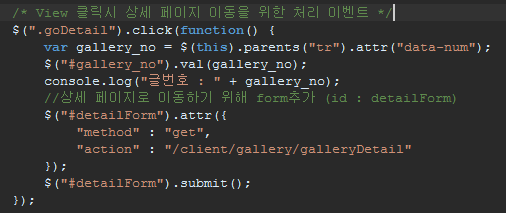 /* View 클릭시 상세 페이지 이동을 위한 처리 이벤트 */
$(".goDetail").click(function() {
    var gallery_no = $(this).parents("tr").attr("data-num");
    $("#gallery_no").val(gallery_no);
    console.log("글번호 : " + gallery_no);
    //상세 페이지로 이동하기 위해 form추가 (id : detailForm)
    $("#detailForm").attr({
        "method" : "get",
        "action" : "/client/gallery/galleryDetail"
    });
    $("#detailForm").submit();
});